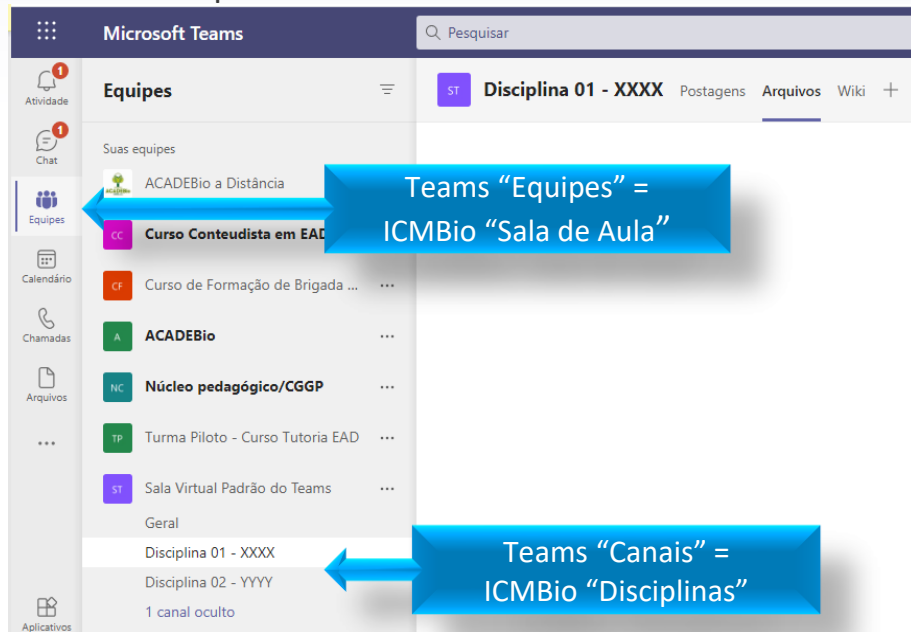 Microsoft Teams
Pesquisar
1
Atividade
1
Chat
Equipes
Calendário
Chamadas
Arquivos
...
Aplicativos
Equipes
Suas equipes
ACADEBio a Distância
CC Curso Conteudista em EAD
CF Curso de Formação de Brigada ... ...
A ACADEBio ...
NC Núcleo pedagógico/CGGP ...
TP Turma Piloto - Curso Tutoria EAD ...
ST Sala Virtual Padrão do Teams ...
Geral
Disciplina 01 - XXXX
Disciplina 02 - YYYY
1 canal oculto
ST Disciplina 01 - XXXX Postagens Arquivos Wiki +
Teams “Equipes” =
ICMBio “Sala de Aula”
Teams “Canais” =
ICMBio “Disciplinas”